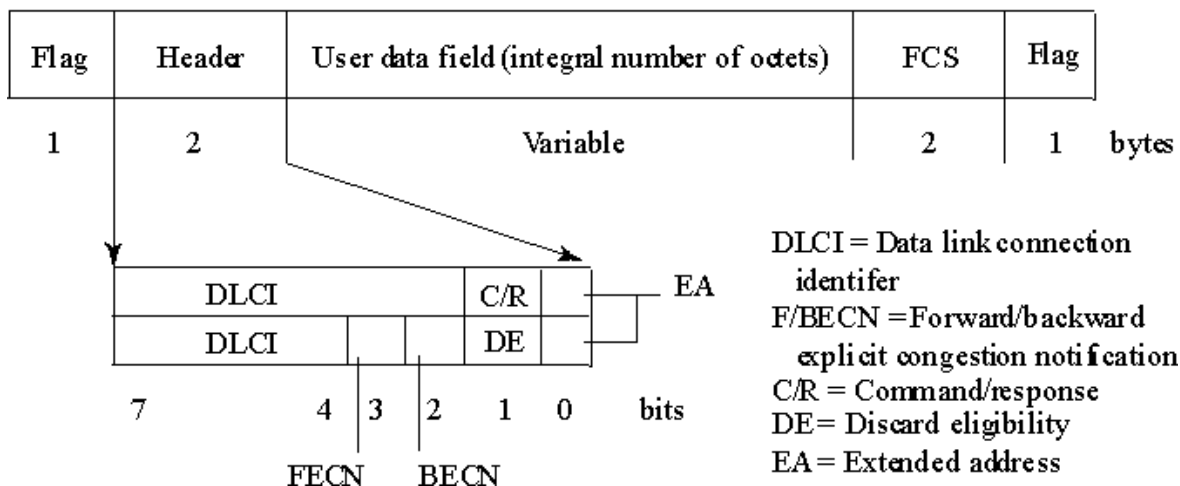 Flag Header User data field (integral number of octets) FCS Flag
1 2 Variable 2 1 bytes
DLCI C/R EA
DLCI DE
7 4 3 2 1 0 bits
FECN BECN
DLCI = Data link connection
identifer
F/BECN =Forward/backward
explicit congestion notification
C/R = Command/response
DE = Discard eligibility
EA = Extended address